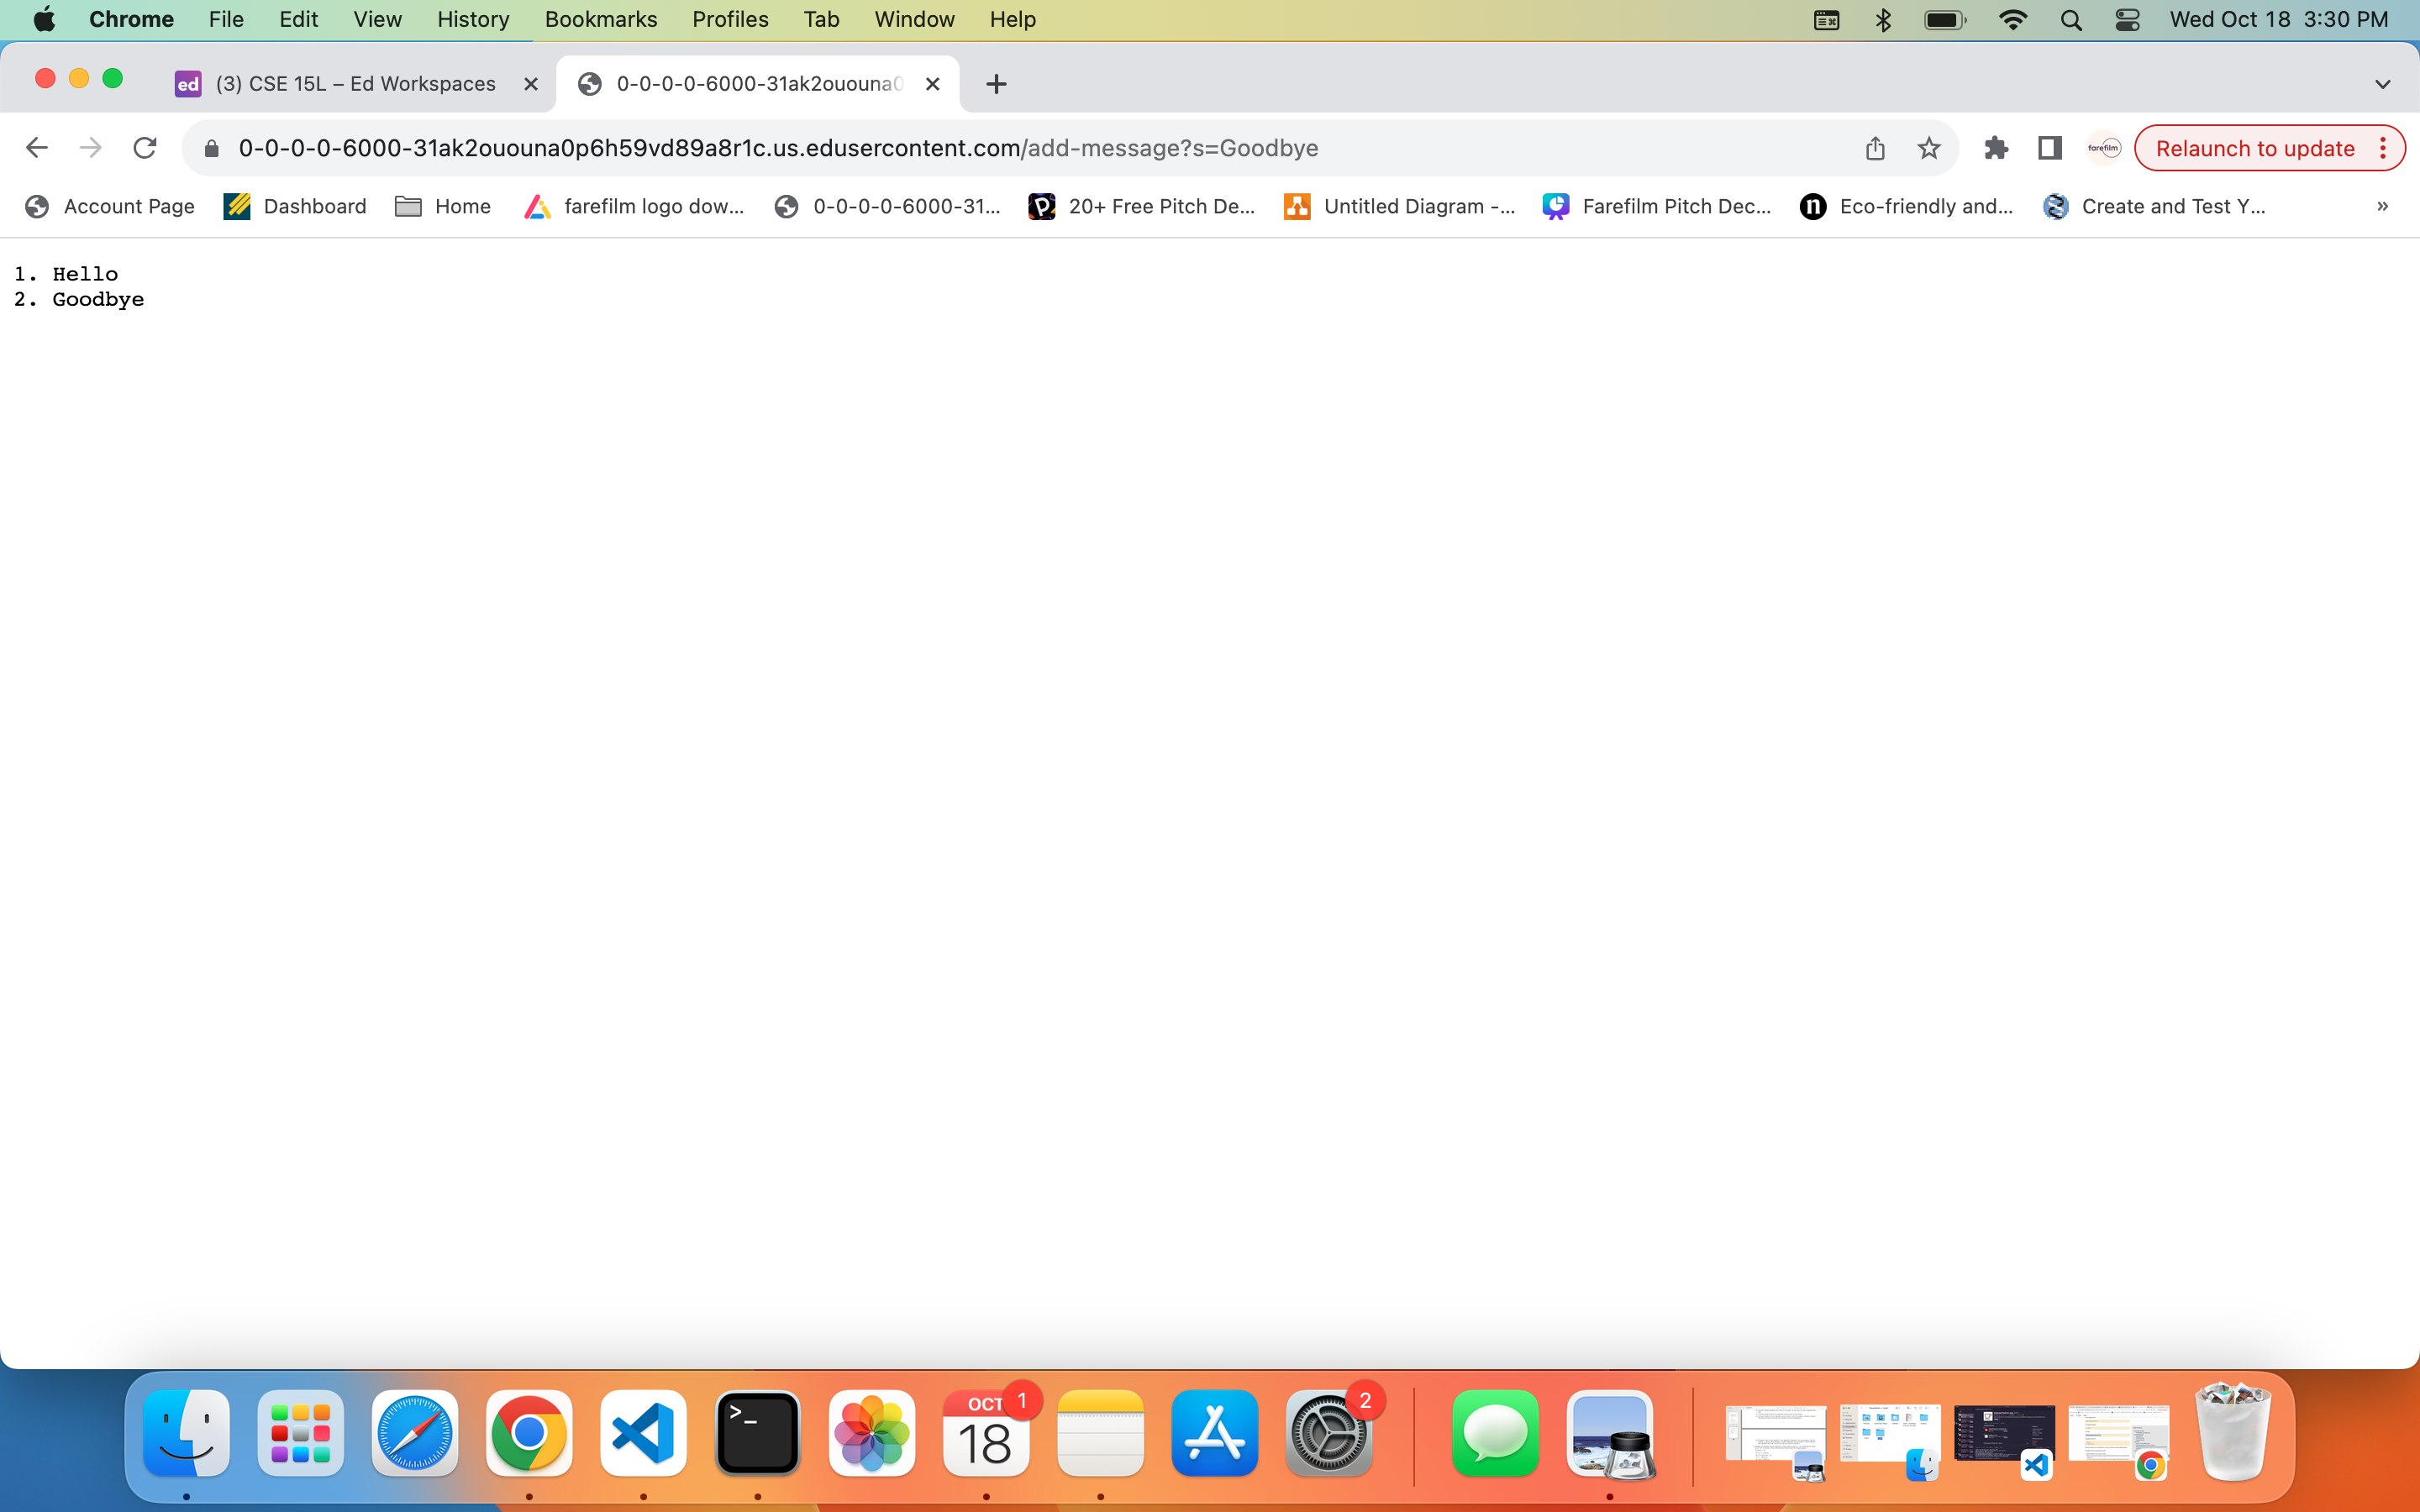 Chrome File Edit View History Bookmarks Profiles Tab Window Help Wed Oct 18 3:30 PM
ed (3) CSE 15L – Ed Workspaces 0-0-0-0-6000-31ak2ououna0
0-0-0-0-6000-31ak2ououna0p6h59vd89a8r1c.us.edusercontent.com/add-message?s=Goodbye farefilm Relaunch to update
Account Page Dashboard Home farefilm logo dow... 0-0-0-0-6000-31... 20+ Free Pitch De... Untitled Diagram -... Farefilm Pitch Dec... n Eco-friendly and... Create and Test Y... »
1. Hello
2. Goodbye
>_ OCT 1 2
18